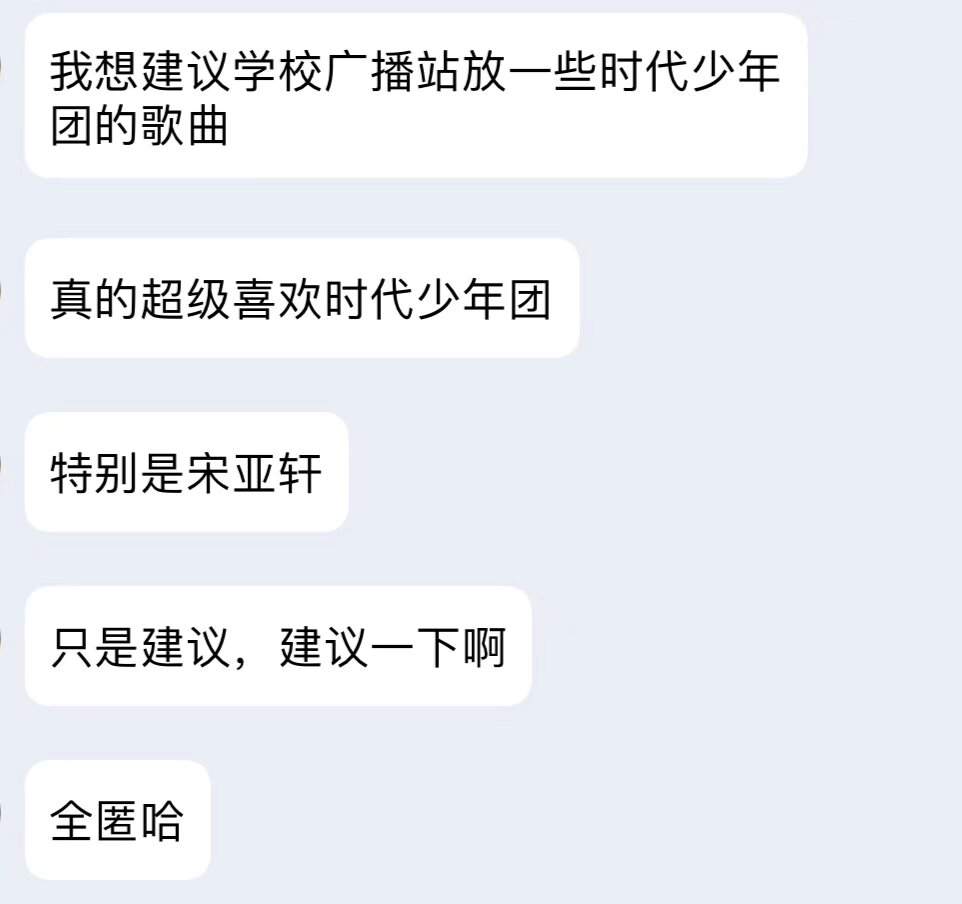 我想建议学校广播站放一些时代少年
团的歌曲
真的超级喜欢时代少年团
特别是宋亚轩
只是建议，建议一下啊
全匿哈